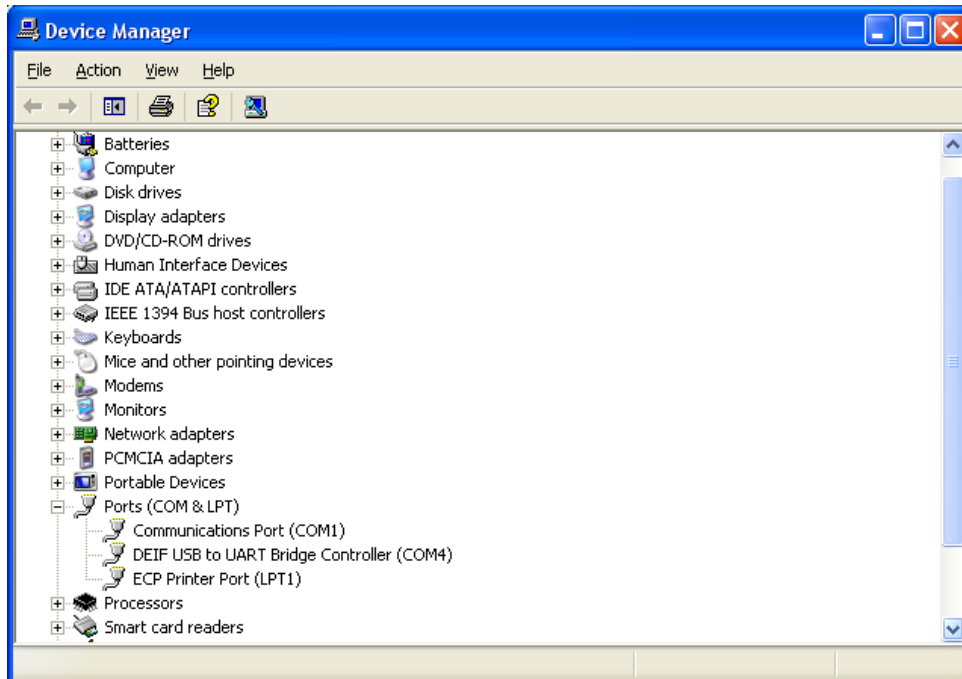 Device Manager
File Action View Help
Batteries
Computer
Disk drives
Display adapters
DVD/CD-ROM drives
Human Interface Devices
IDE ATA/ATAPI controllers
IEEE 1394 Bus host controllers
Keyboards
Mice and other pointing devices
Modems
Monitors
Network adapters
PCMCIA adapters
Portable Devices
Ports (COM & LPT)
Communications Port (COM1)
DEIF USB to UART Bridge Controller (COM4)
ECP Printer Port (LPT1)
Processors
Smart card readers